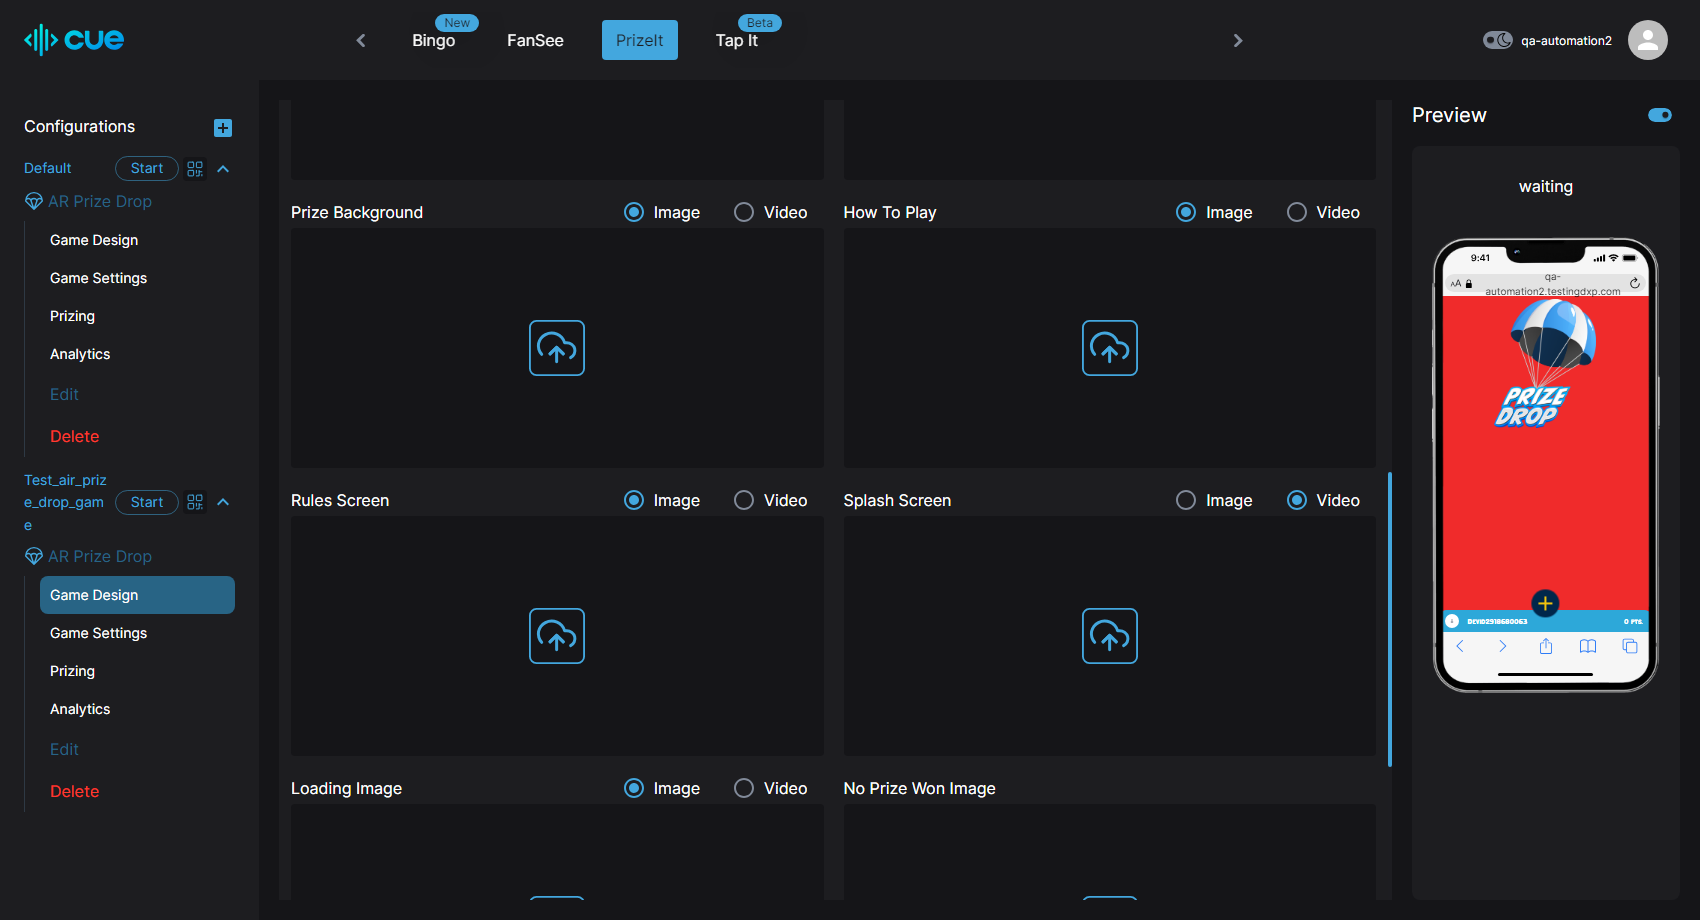 cue
New
Bingo
FanSee
PrizeIt
Beta
Tap It
qa-automation2
Configurations
Default
Start
AR Prize Drop
Game Design
Game Settings
Prizing
Analytics
Edit
Delete
Test_air_priz
e_drop_gam
e
Start
AR Prize Drop
Game Design
Game Settings
Prizing
Analytics
Edit
Delete
Prize Background
Image
Video
How To Play
Image
Video
Rules Screen
Image
Video
Splash Screen
Image
Video
Loading Image
Image
Video
No Prize Won Image
Preview
waiting
9:41
AA
qa-
automation2.testingdxp.com
PRIZE
DROP
0 PTS.